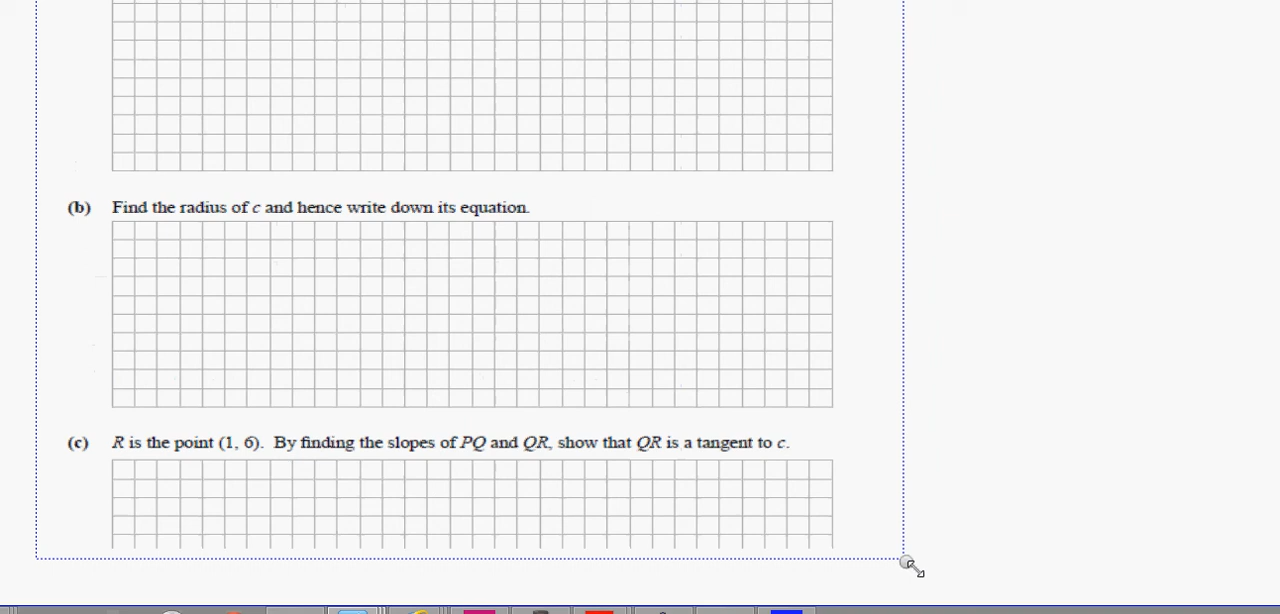 (b) Find the radius of c and hence write down its equation.
(c) R is the point (1, 6). By finding the slopes of PQ and QR, show that QR is a tangent to c.